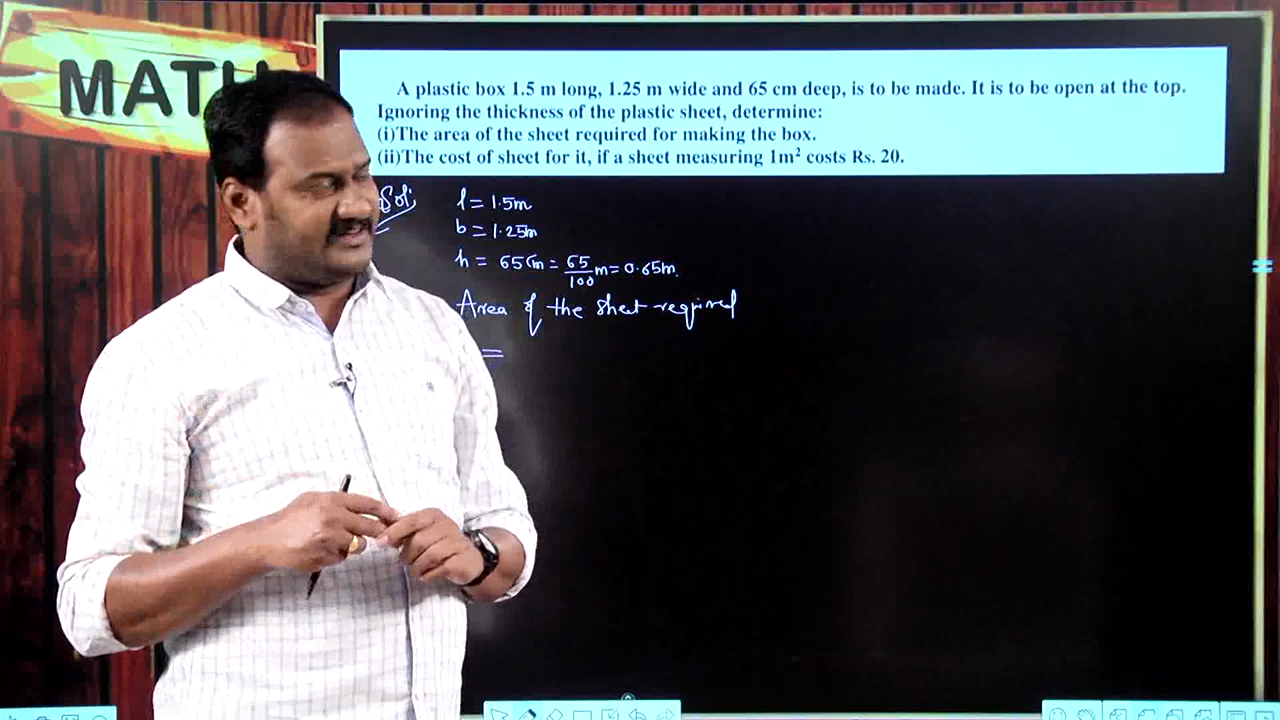 MATH
A plastic box 1.5 m long, 1.25 m wide and 65 cm deep, is to be made. It is to be open at the top.
Ignoring the thickness of the plastic sheet, determine:
(i)The area of the sheet required for making the box.
(ii)The cost of sheet for it, if a sheet measuring 1m² costs Rs. 20.
Sol:
l = 1.5m
b = 1.25m
h = 65Cm = 65/100 m = 0.65m.
Area of the sheet required
=